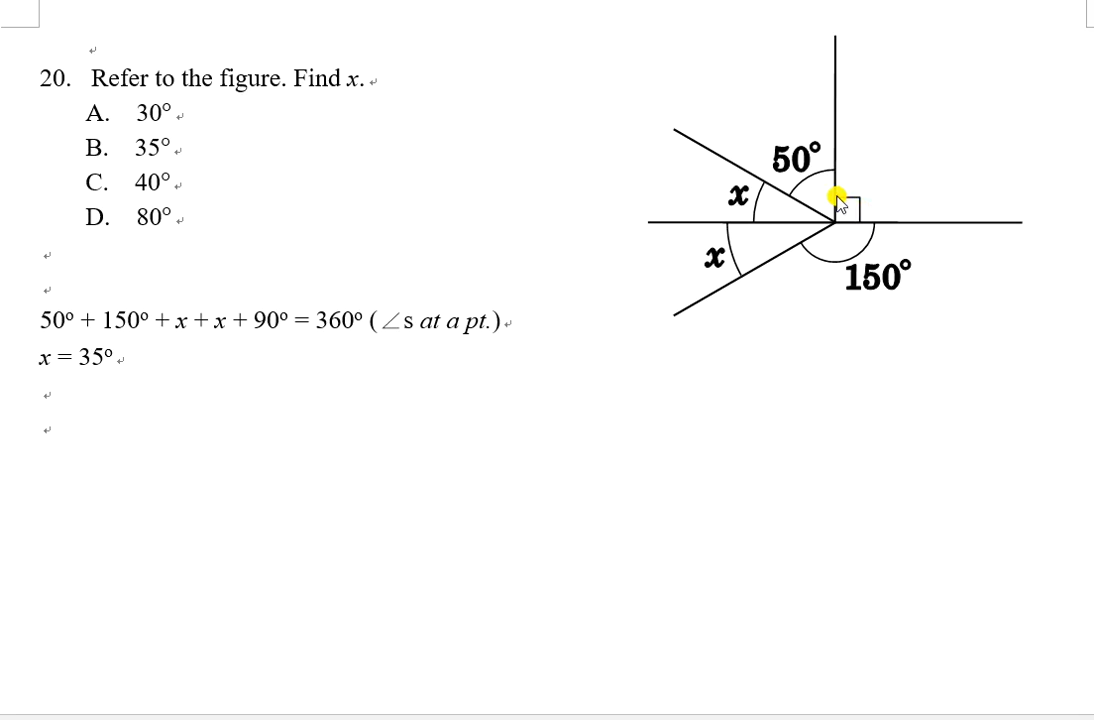 20. Refer to the figure. Find x.
A. 30°
B. 35°
C. 40°
D. 80°
50° + 150° + x + x + 90° = 360° (∠s at a pt.)
x = 35°
50°
x
x
150°